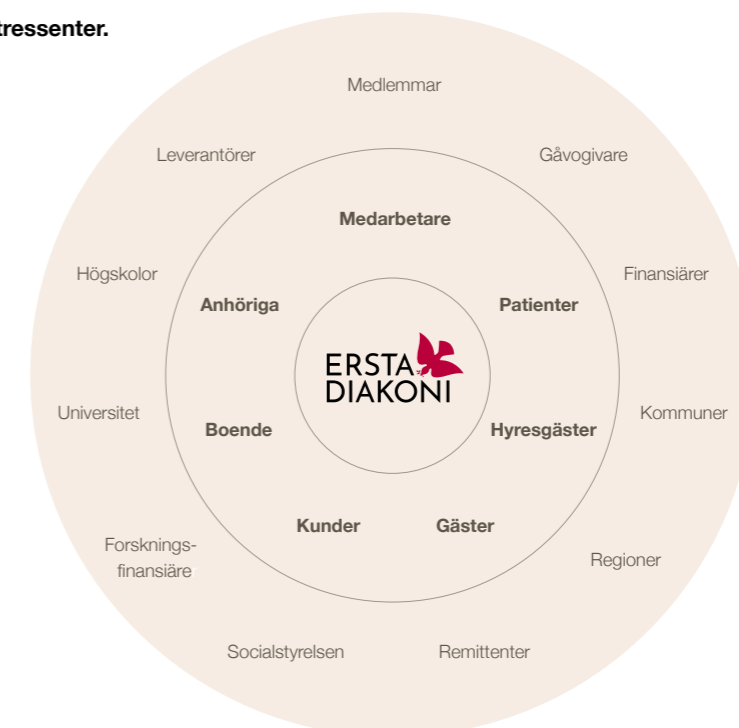 tressenter.
Medlemmar
Leverantörer
Gåvogivare
Medarbetare
Högskolor
Finansiärer
Anhöriga
Patienter
ERSTA
DIAKONI
Universitet
Kommuner
Boende
Hyresgäster
Kunder
Gäster
Forsknings-
finansiäre
Regioner
Socialstyrelsen
Remittenter